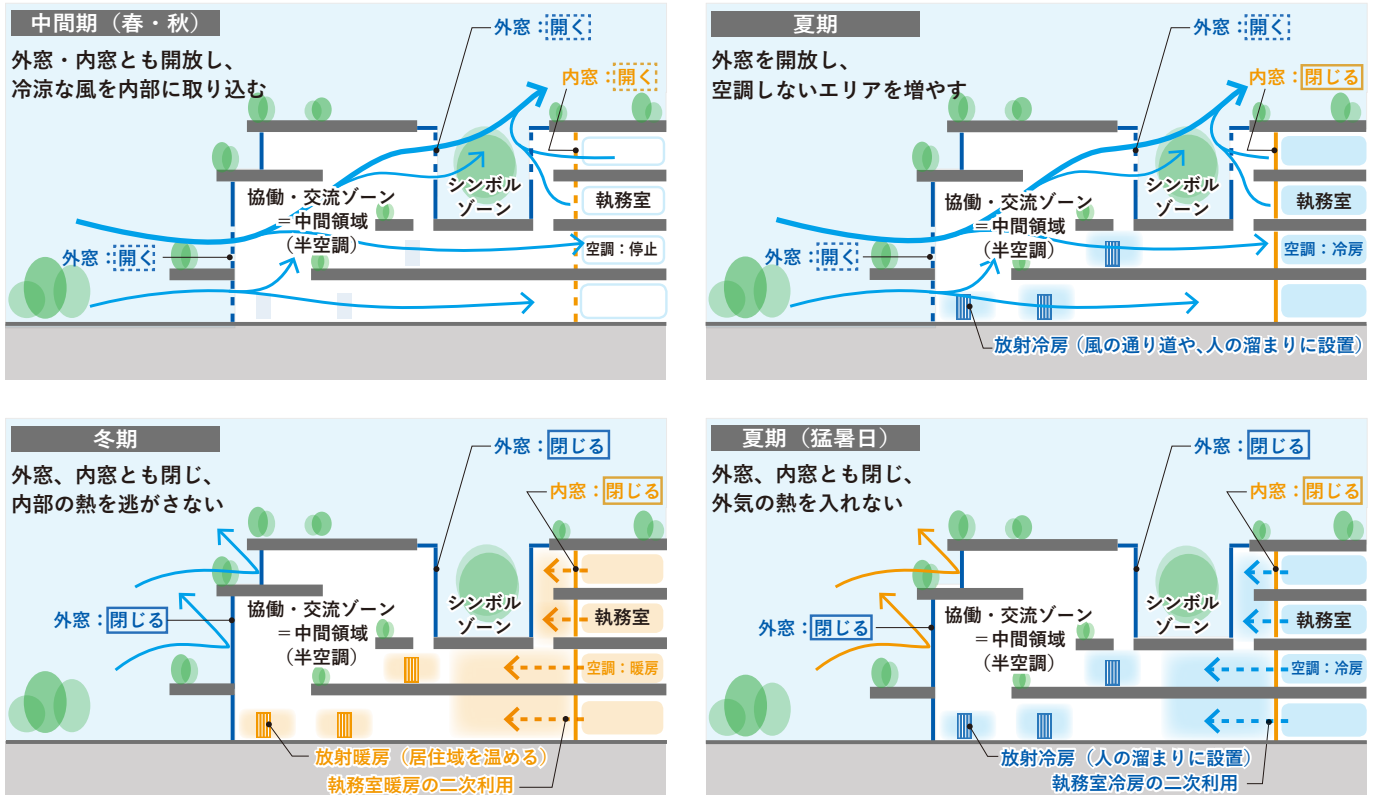 中間期（春・秋）
外窓・内窓とも開放し、
冷涼な風を内部に取り込む
外窓：開く
内窓：開く
協働・交流ゾーン
＝中間領域
（半空調）
シンボル
ゾーン
執務室
空調：停止
外窓：開く
夏期
外窓を開放し、
空調しないエリアを増やす
外窓：開く
内窓：閉じる
協働・交流ゾーン
＝中間領域
（半空調）
シンボル
ゾーン
執務室
空調：冷房
外窓：開く
放射冷房（風の通り道や、人の溜まりに設置）
冬期
外窓、内窓とも閉じ、
内部の熱を逃がさない
外窓：閉じる
内窓：閉じる
外窓：閉じる
協働・交流ゾーン
＝中間領域
（半空調）
シンボル
ゾーン
執務室
空調：暖房
放射暖房（居住域を温める）
執務室暖房の二次利用
夏期（猛暑日）
外窓、内窓とも閉じ、
外気の熱を入れない
外窓：閉じる
内窓：閉じる
外窓：閉じる
協働・交流ゾーン
＝中間領域
（半空調）
シンボル
ゾーン
執務室
空調：冷房
放射冷房（人の溜まりに設置）
執務室冷房の二次利用